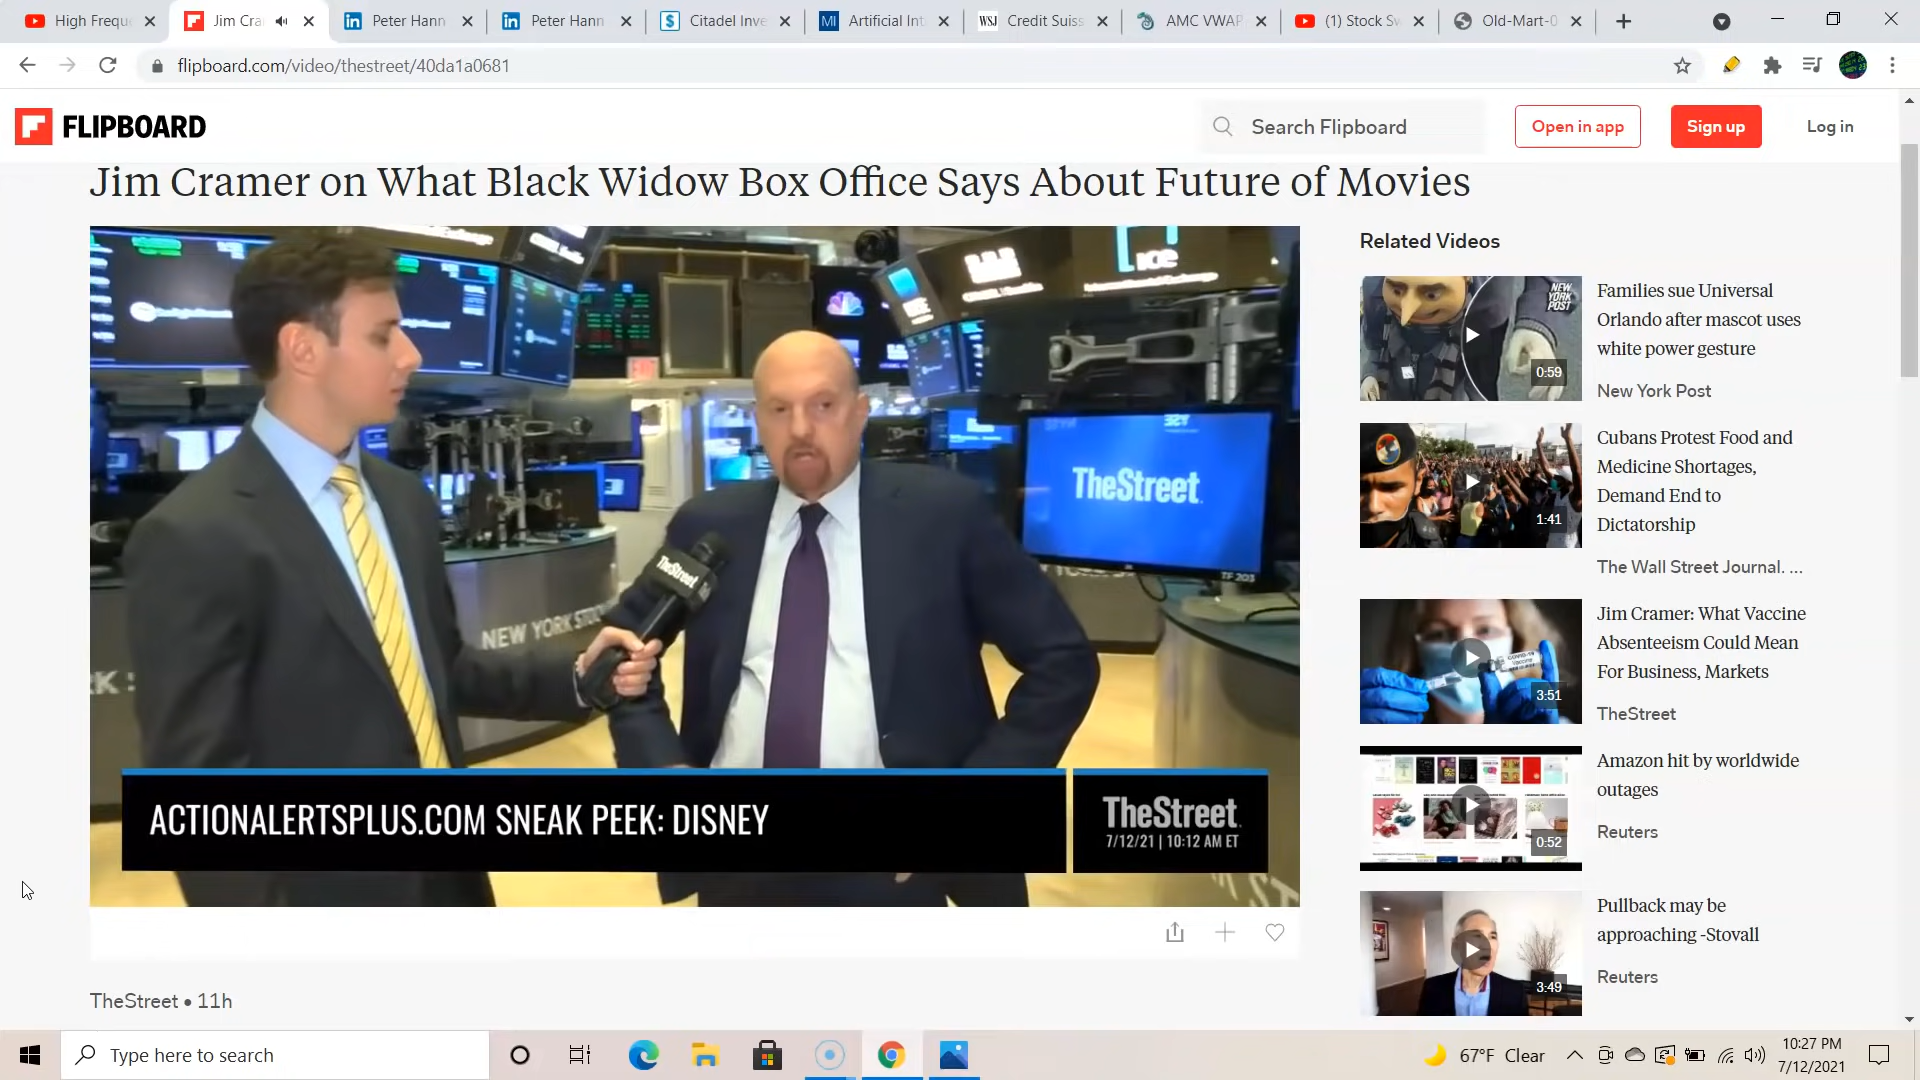 High Frequ
Jim Cra
Peter Hann
Peter Hann
Citadel Inve
Artificial Int
Credit Suiss
AMC VWAP
(1) Stock Sw
Old-Mart-0
flipboard.com/video/thestreet/40da1a0681
FLIPBOARD
Search Flipboard
Open in app
Sign up
Log in
Jim Cramer on What Black Widow Box Office Says About Future of Movies
ice
TheStreet
TheStreet
NEW YORK STOC
ACTIONALERTSPLUS.COM SNEAK PEEK: DISNEY
TheStreet
7/12/21 | 10:12 AM ET
TheStreet • 11h
Related Videos
NEW
YORK
POST
0:59
Families sue Universal
Orlando after mascot uses
white power gesture
New York Post
1:41
Cubans Protest Food and
Medicine Shortages,
Demand End to
Dictatorship
The Wall Street Journal. ...
3:51
Jim Cramer: What Vaccine
Absenteeism Could Mean
For Business, Markets
TheStreet
0:52
Amazon hit by worldwide
outages
Reuters
3:49
Pullback may be
approaching -Stovall
Reuters
Type here to search
67°F Clear
10:27 PM
7/12/2021